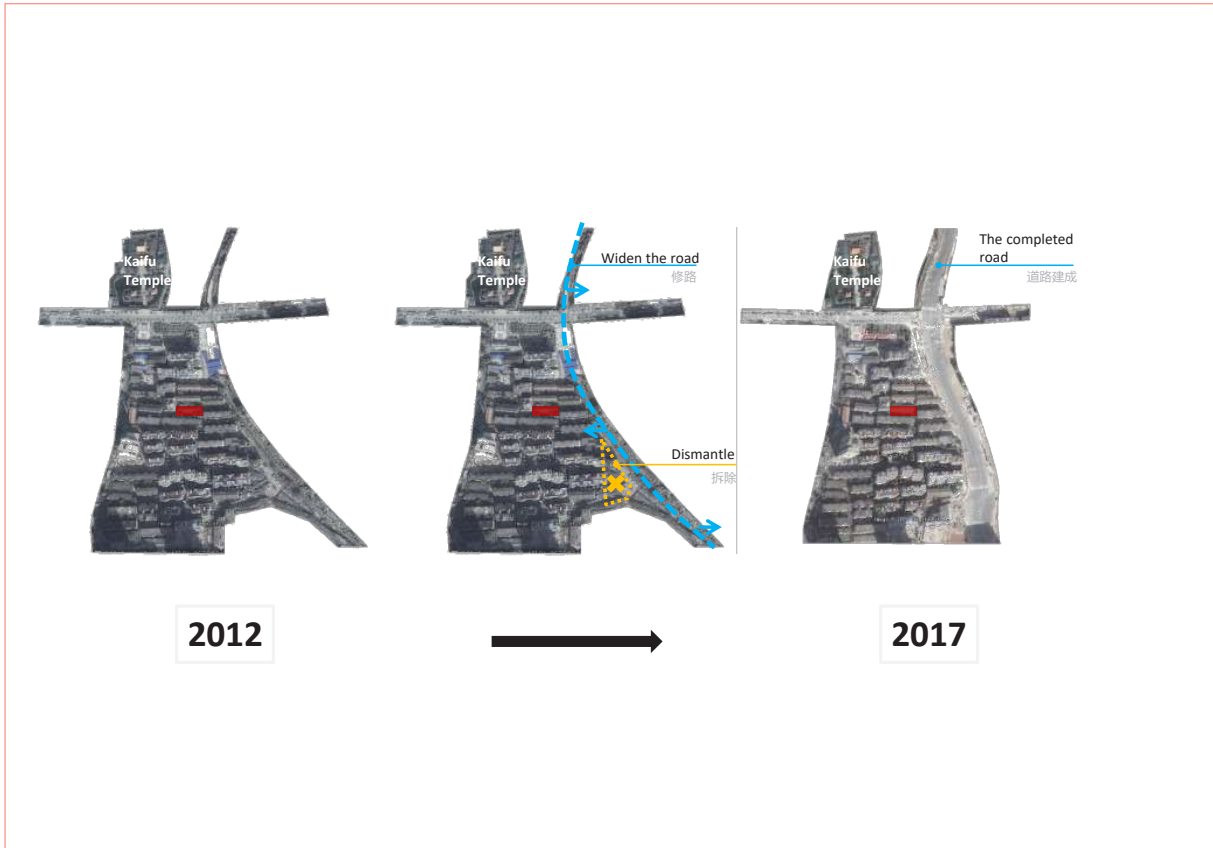 Kaifu
Temple
Kaifu
Temple
Widen the road
修路
Dismantle
拆除
Kaifu
Temple
The completed
road
道路建成
2012
2017